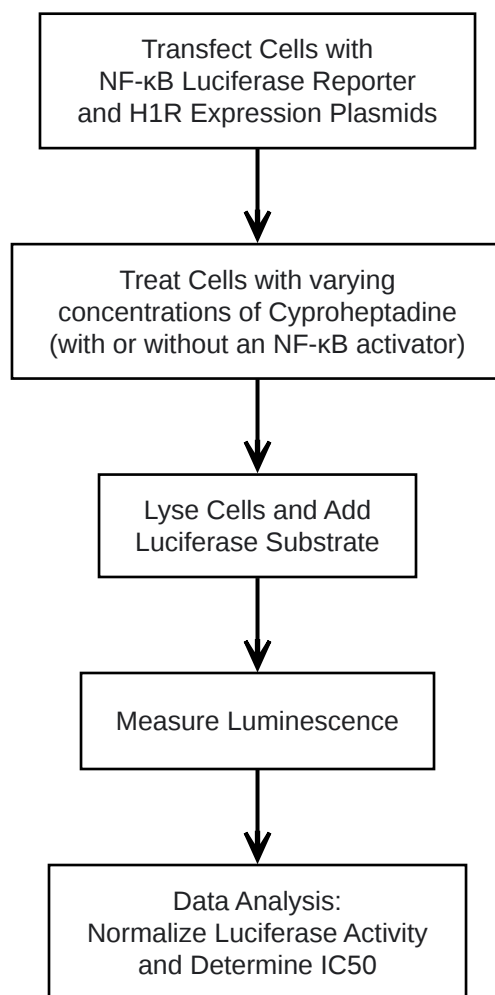 Transfect Cells with
NF-κB Luciferase Reporter
and H1R Expression Plasmids
Treat Cells with varying
concentrations of Cyproheptadine
(with or without an NF-κB activator)
Lyse Cells and Add
Luciferase Substrate
Measure Luminescence
Data Analysis:
Normalize Luciferase Activity
and Determine IC50